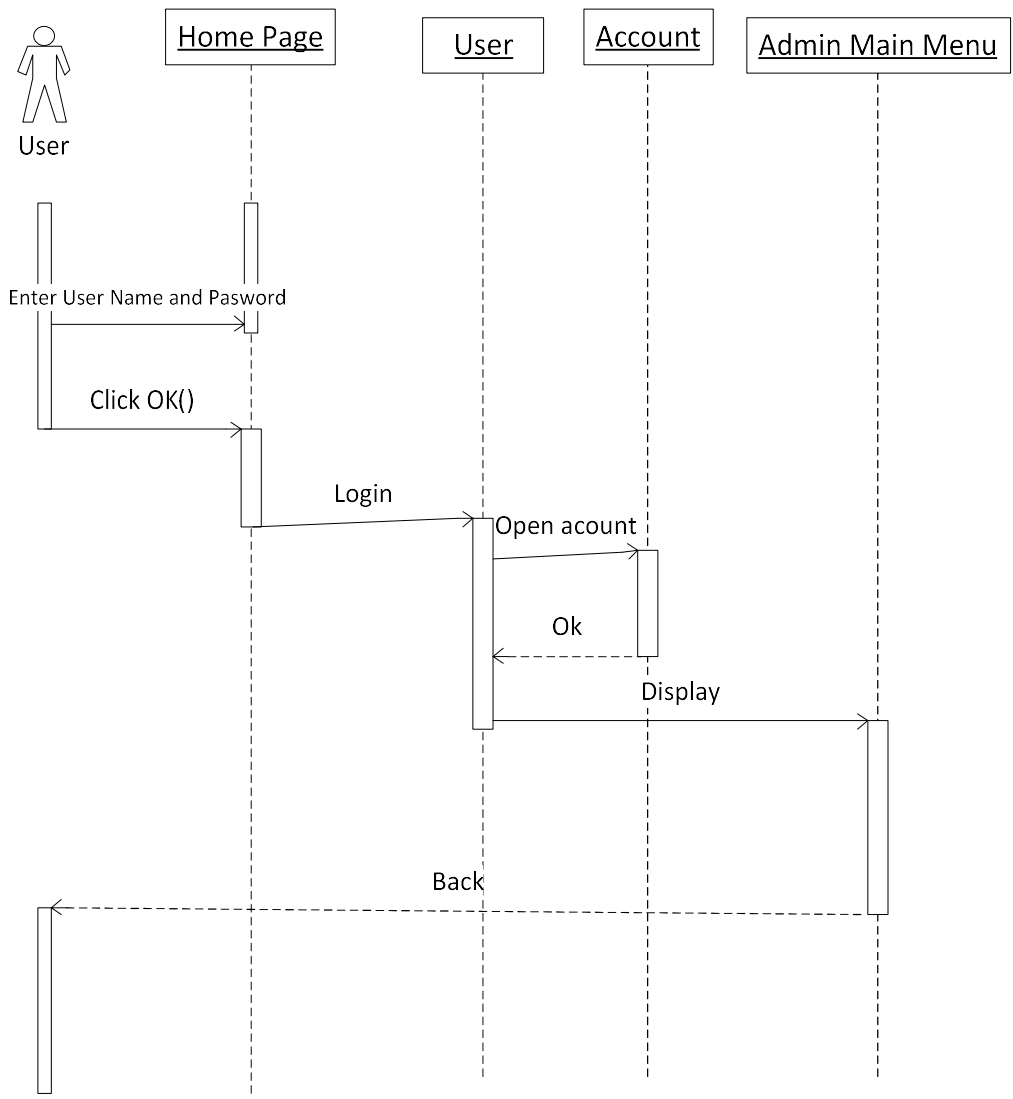 Home Page
User
Account
Admin Main Menu
User
Enter User Name and Pasword
Click OK()
Login
Open acount
Ok
Display
Back